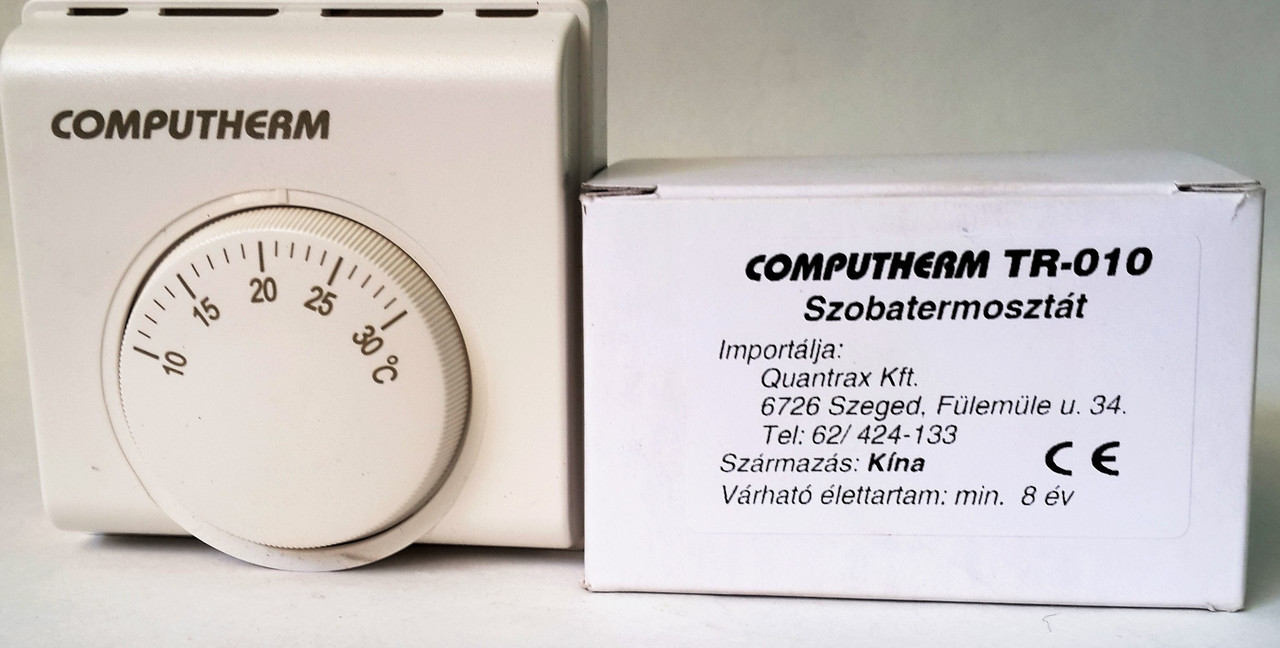 COMPUTHERM
10 15 20 25 30 °C
COMPUTHERM TR-010
Szobatermosztát
Importálja:
Quantrax Kft.
6726 Szeged, Fülemüle u. 34.
Tel: 62/ 424-133
Származás: Kína
CE
Várható élettartam: min. 8 év